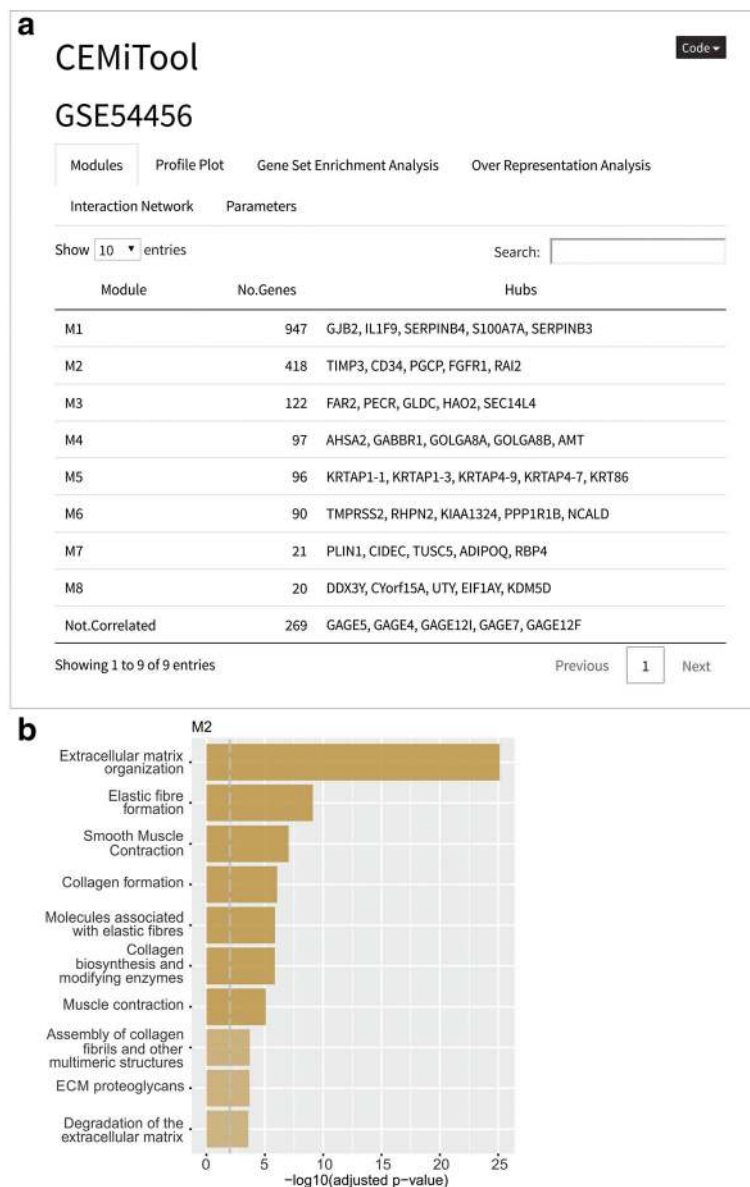 a
CEMiTool
Code
GSE54456
Modules Profile Plot Gene Set Enrichment Analysis Over Representation Analysis
Interaction Network Parameters
Show 10 entries Search:
Module No.Genes Hubs
M1 947 GJB2, IL1F9, SERPINB4, S100A7A, SERPINB3
M2 418 TIMP3, CD34, PGCP, FGFR1, RAI2
M3 122 FAR2, PECR, GLDC, HAO2, SEC14L4
M4 97 AHSA2, GABBR1, GOLGA8A, GOLGA8B, AMT
M5 96 KRTAP1-1, KRTAP1-3, KRTAP4-9, KRTAP4-7, KRT86
M6 90 TMPRSS2, RHPN2, KIAA1324, PPP1R1B, NCALD
M7 21 PLIN1, CIDEC, TUSC5, ADIPOQ, RBP4
M8 20 DDX3Y, CYorf15A, UTY, EIF1AY, KDM5D
Not.Correlated 269 GAGE5, GAGE4, GAGE12I, GAGE7, GAGE12F
Showing 1 to 9 of 9 entries Previous 1 Next
b
M2
Extracellular matrix
organization
Elastic fibre
formation
Smooth Muscle
Contraction
Collagen formation
Molecules associated
with elastic fibres
Collagen
biosynthesis and
modifying enzymes
Muscle contraction
Assembly of collagen
fibrils and other
multimeric structures
ECM proteoglycans
Degradation of the
extracellular matrix
0 5 10 15 20 25
−log10(adjusted p−value)